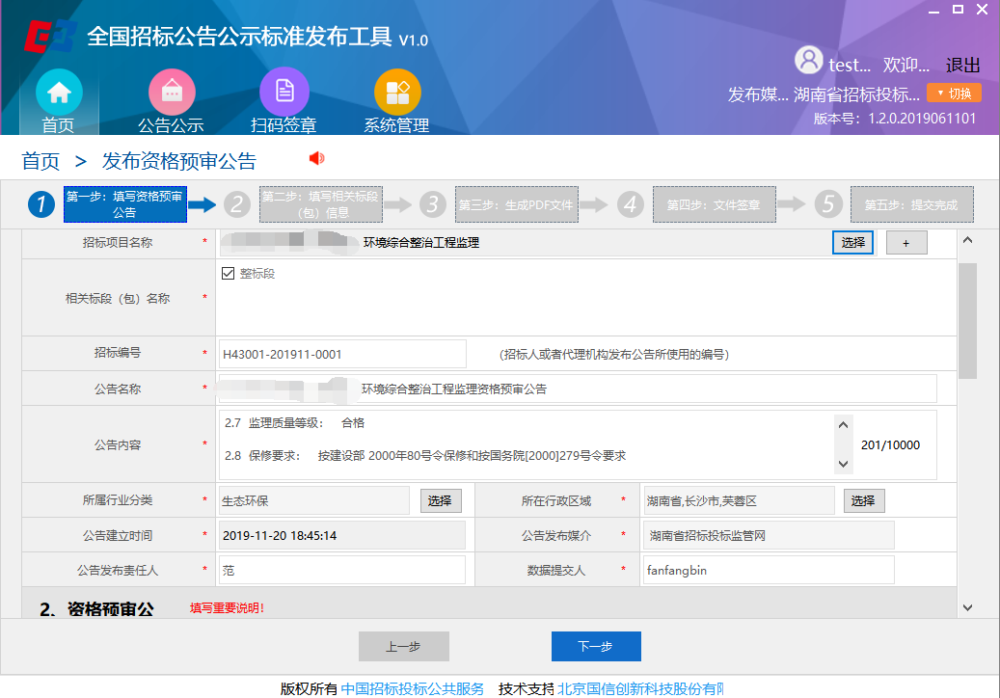 全国招标公告公示标准发布工具 V1.0
test... 欢迎... 退出
发布媒... 湖南省招标投标... 切换
版本号：1.2.0.2019061101
首页 公告公示 扫码签章 系统管理
首页 > 发布资格预审公告
1 第一步：填写资格预审公告 2 第二步：填写相关标段（包）信息 3 第三步：生成PDF文件 4 第四步：文件签章 5 第五步：提交完成
招标项目名称 * 环境综合整治工程监理 选择 +
相关标段（包）名称 * 整标段
招标编号 * H43001-201911-0001 (招标人或者代理机构发布公告所使用的编号)
公告名称 * 环境综合整治工程监理资格预审公告
公告内容 * 2.7 监理质量等级： 合格
2.8 保修要求： 按建设部 2000年80号令保修和按国务院[2000]279号令要求
201/10000
所属行业分类 * 生态环保 选择 所在行政区域 * 湖南省,长沙市,芙蓉区 选择
公告建立时间 * 2019-11-20 18:45:14 公告发布媒介 * 湖南省招标投标监管网
公告发布责任人 * 范 数据提交人 * fanfangbin
2、资格预审公 填写重要说明!
上一步 下一步
版权所有 中国招标投标公共服务 技术支持 北京国信创新科技股份有